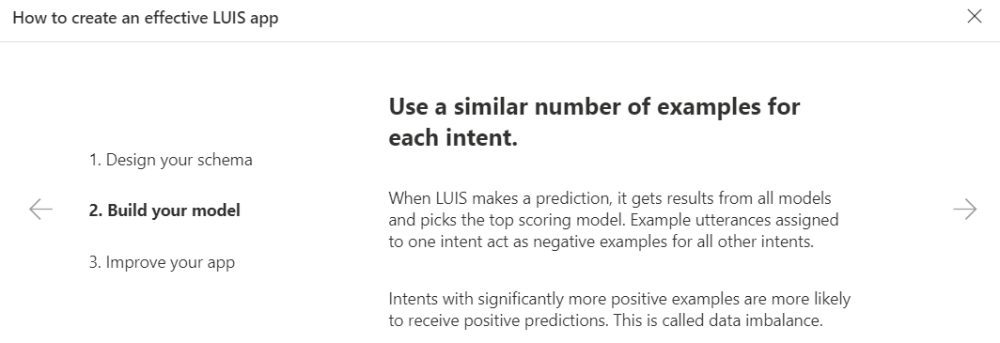 How to create an effective LUIS app
1. Design your schema
2. Build your model
3. Improve your app
Use a similar number of examples for
each intent.
When LUIS makes a prediction, it gets results from all models
and picks the top scoring model. Example utterances assigned
to one intent act as negative examples for all other intents.
Intents with significantly more positive examples are more likely
to receive positive predictions. This is called data imbalance.